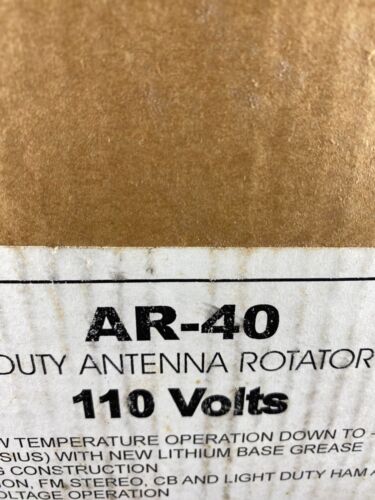 AR-40
DUTY ANTENNA ROTATOR
110 Volts
W TEMPERATURE OPERATION DOWN TO -
SIUS) WITH NEW LITHIUM BASE GREASE
G CONSTRUCTION
ION, FM STEREO, CB AND LIGHT DUTY HAM A
VOLTAGE OPERATION